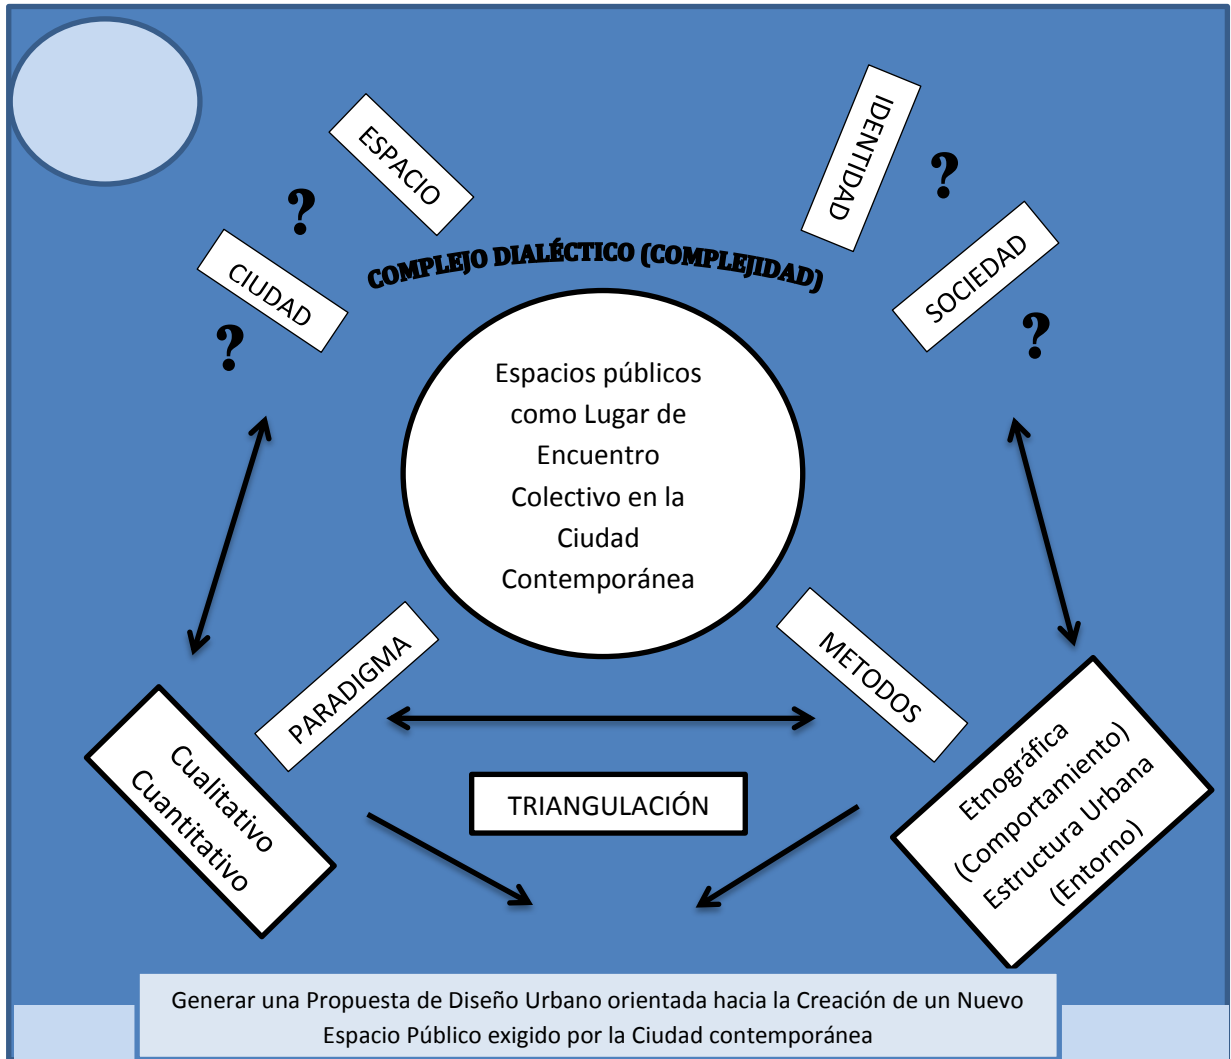 ESPACIO
IDENTIDAD
?
?
CIUDAD
SOCIEDAD
COMPLEJO DIALÉCTICO (COMPLEJIDAD)
?
?
Espacios públicos
como Lugar de
Encuentro
Colectivo en la
Ciudad
Contemporánea
PARADIGMA
METODOS
Cualitativo
Cuantitativo
TRIANGULACIÓN
Etnográfica
(Comportamiento)
Estructura Urbana
(Entorno)
Generar una Propuesta de Diseño Urbano orientada hacia la Creación de un Nuevo
Espacio Público exigido por la Ciudad contemporánea